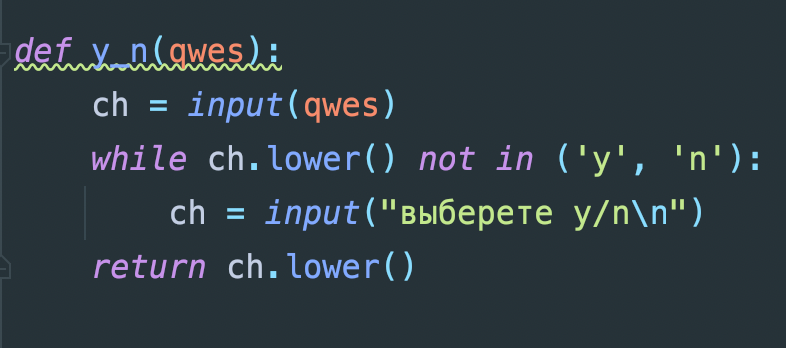 def y_n(qwes):
    ch = input(qwes)
    while ch.lower() not in ('y', 'n'):
        ch = input("выберете y/n\n")
    return ch.lower()